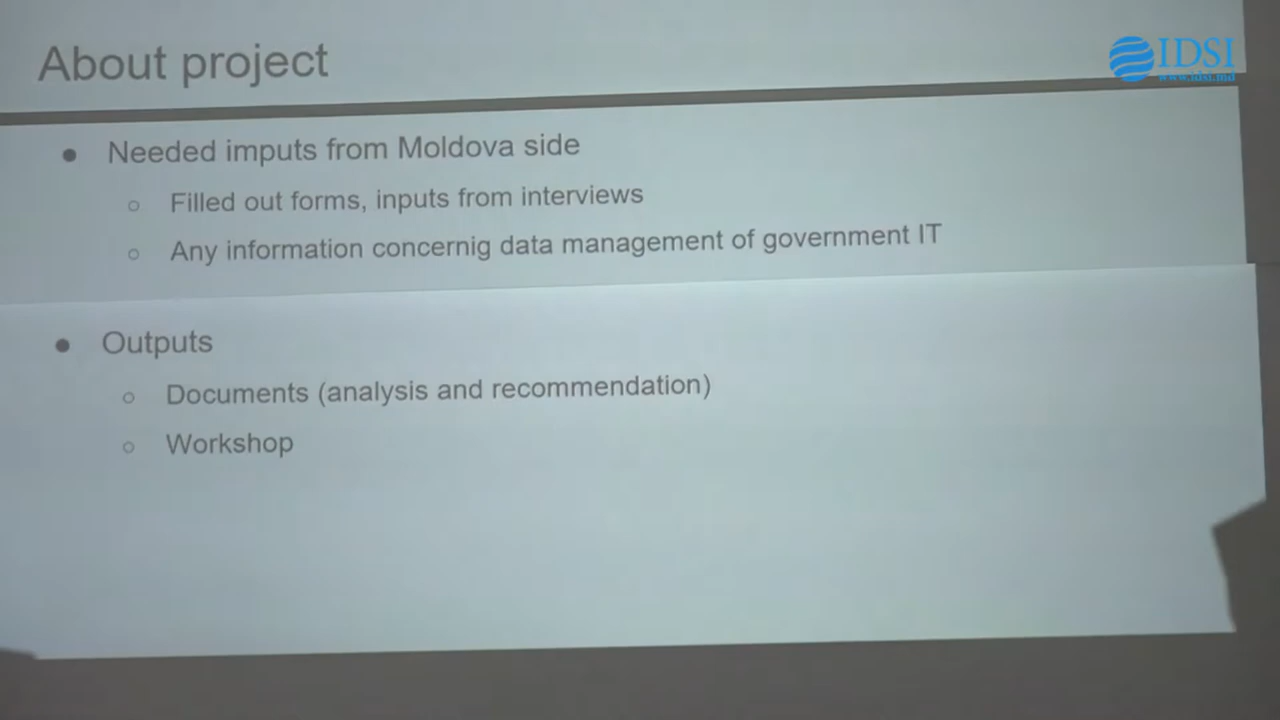 About project
IDSI
www.idsi.md
Needed imputs from Moldova side
Filled out forms, inputs from interviews
Any information concernig data management of government IT
Outputs
Documents (analysis and recommendation)
Workshop